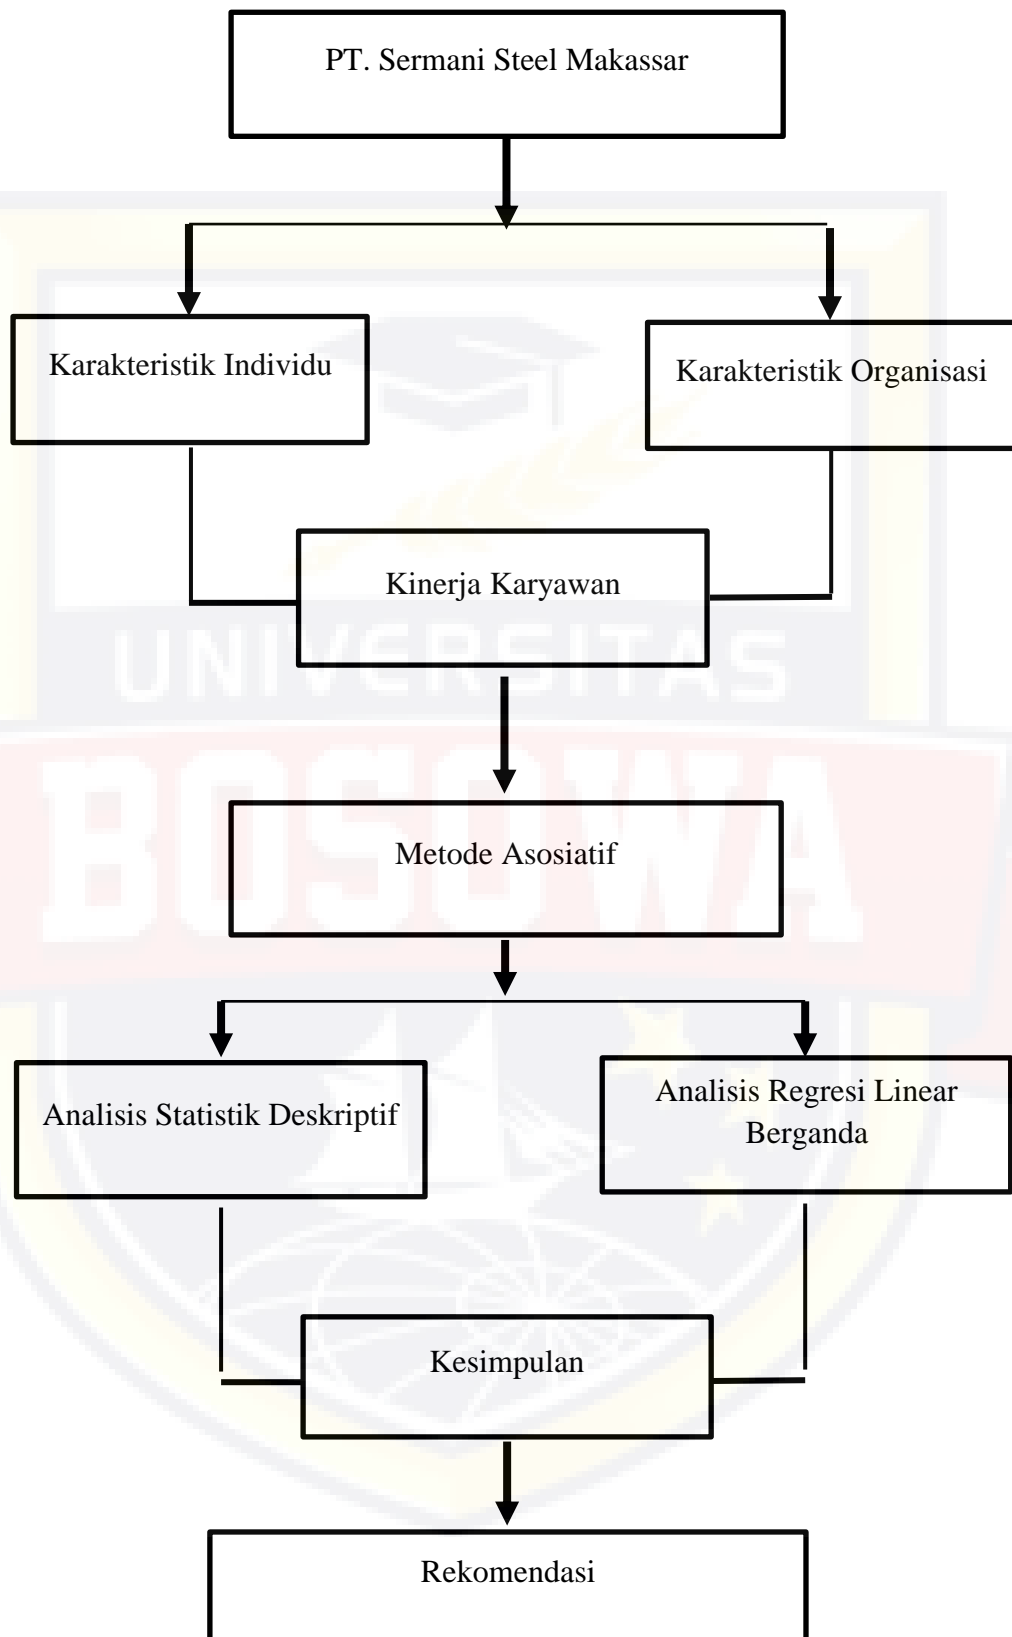 PT. Sermani Steel Makassar
Karakteristik Individu
Karakteristik Organisasi
Kinerja Karyawan
UNIVERSITAS
BOSOWA
Metode Asosiatif
Analisis Statistik Deskriptif
Analisis Regresi Linear
Berganda
Kesimpulan
Rekomendasi